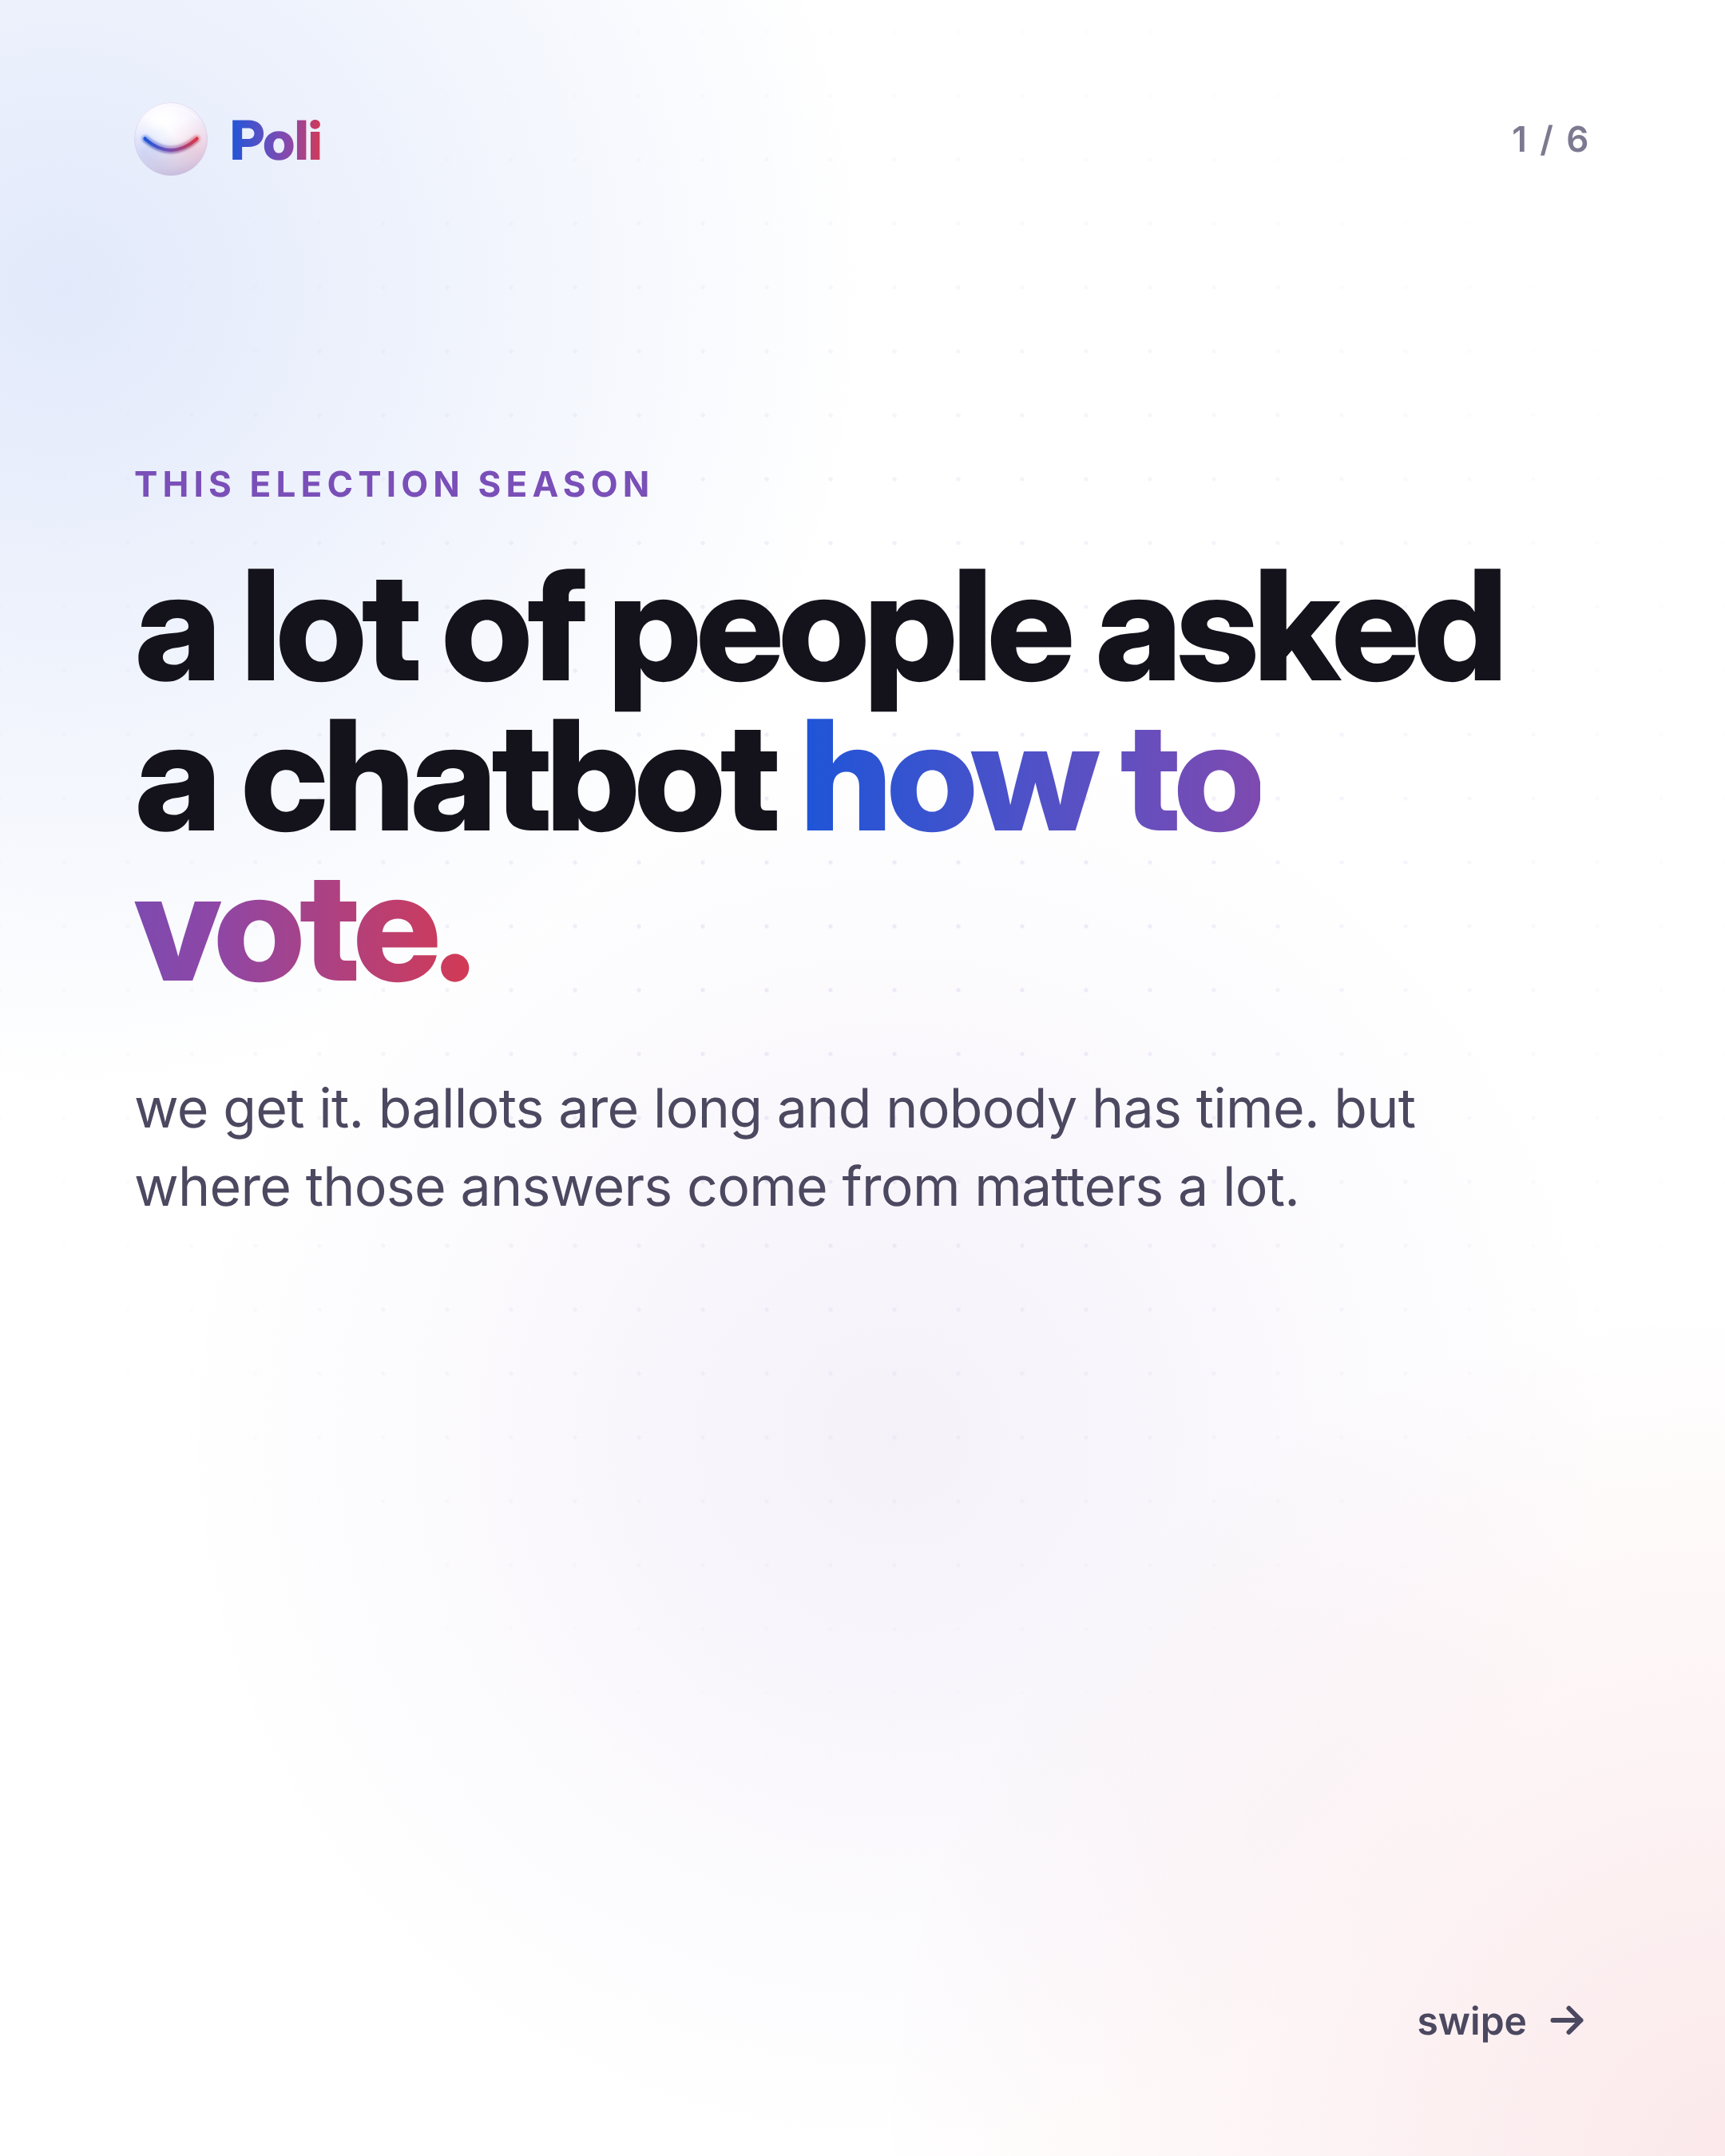 Poli
1 / 6
THIS ELECTION SEASON
a lot of people asked
a chatbot how to
vote.
we get it. ballots are long and nobody has time. but
where those answers come from matters a lot.
swipe →